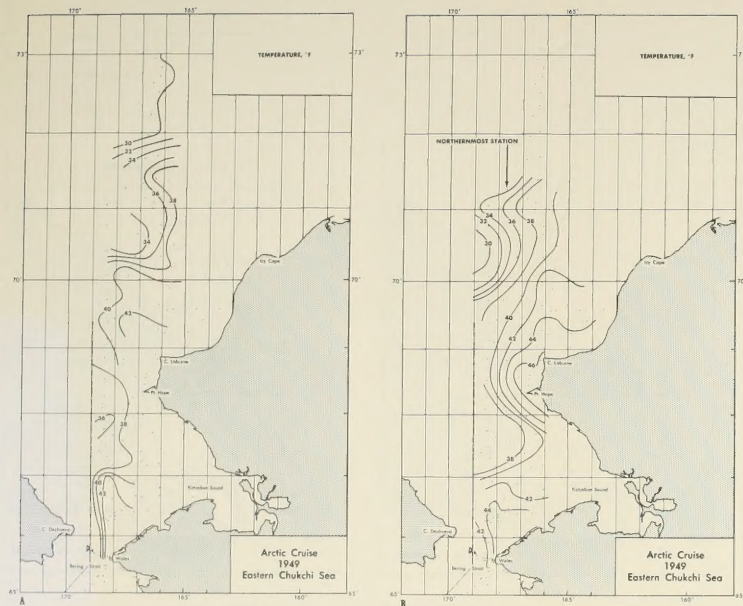 170°
165°
73°
TEMPERATURE, °F
30
32
34
36
38
34
Icy Cape
70°
40
42
C. Lisburne
Pt. Hope
36
38
40
42
Kotzebue Sound
C. Dezhneva
Wales
Bering Strait
Arctic Cruise
1949
Eastern Chukchi Sea
65°
170°
165°
160°
A
170°
165°
73°
TEMPERATURE, °F
NORTHERNMOST STATION
34
36
38
32
30
Icy Cape
70°
40
42
44
C. Lisburne
46
Pt. Hope
38
42
Kotzebue Sound
44
42
C. Dezhneva
Wales
Bering Strait
Arctic Cruise
1949
Eastern Chukchi Sea
65°
170°
165°
160°
B